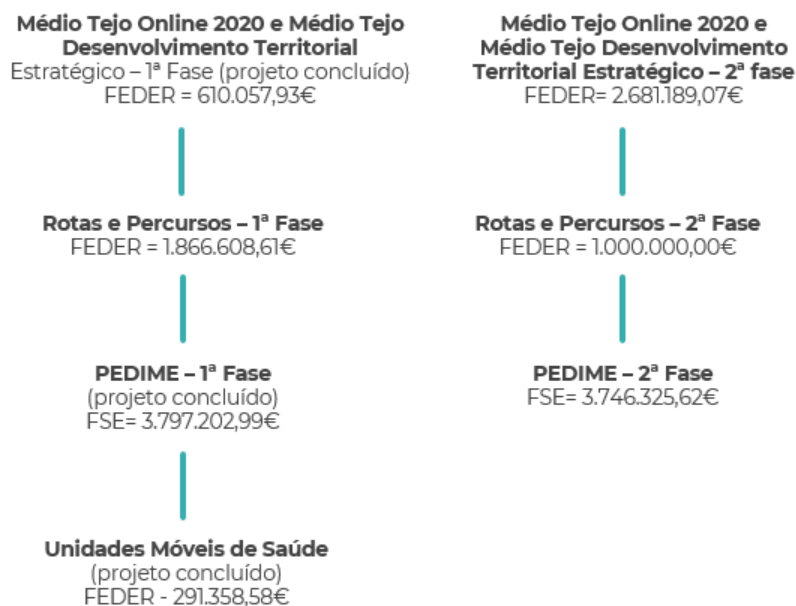 Médio Tejo Online 2020 e Médio Tejo
Desenvolvimento Territorial
Estratégico – 1ª Fase (projeto concluído)
FEDER = 610.057,93€
Rotas e Percursos – 1ª Fase
FEDER = 1.866.608,61€
PEDIME – 1ª Fase
(projeto concluído)
FSE= 3.797.202,99€
Unidades Móveis de Saúde
(projeto concluído)
FEDER - 291.358,58€
Médio Tejo Online 2020 e
Médio Tejo Desenvolvimento
Territorial Estratégico – 2ª fase
FEDER= 2.681.189,07€
Rotas e Percursos – 2ª Fase
FEDER = 1.000.000,00€
PEDIME – 2ª Fase
FSE= 3.746.325,62€